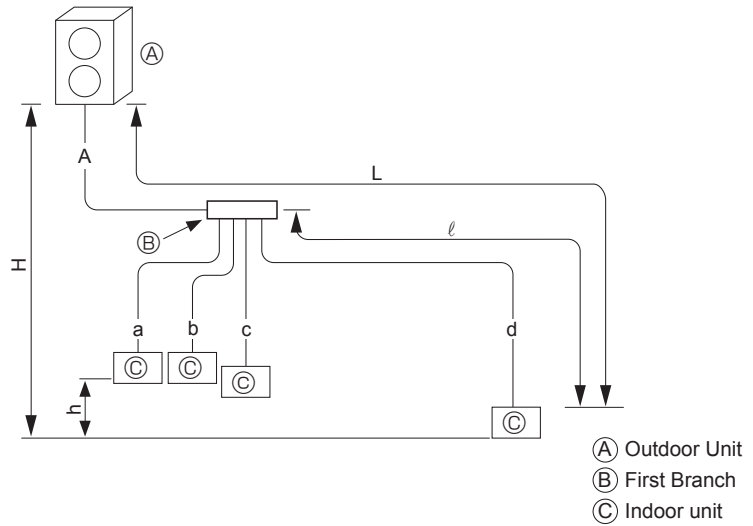 Ⓐ
A
L
Ⓑ
ℓ
H
a
b
c
d
Ⓒ
Ⓒ
Ⓒ
h
Ⓒ
Ⓐ Outdoor Unit
Ⓑ First Branch
Ⓒ Indoor unit